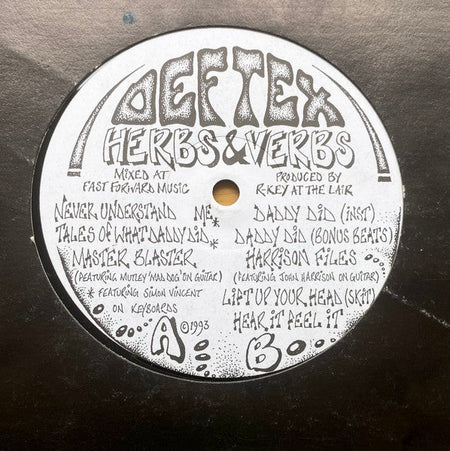 DEFTEX
HERBS & VERBS
MIXED AT
FAST FORWARD MUSIC
PRODUCED BY
R-KEY AT THE LAIR
NEVER UNDERSTAND ME*
TALES OF WHAT DADDY DID*
MASTER BLASTER
(FEATURING MUTLEY 'MAD DOG' ON GUITAR)
* FEATURING SIMON VINCENT
ON KEYBOARDS
A
©1993
DADDY DID (INST)
DADDY DID (BONUS BEATS)
HARRISON FILES
(FEATURING JOHN HARRISON ON GUITAR)
LIFT UP YOUR HEAD (SKIT)
HEAR IT FEEL IT
B